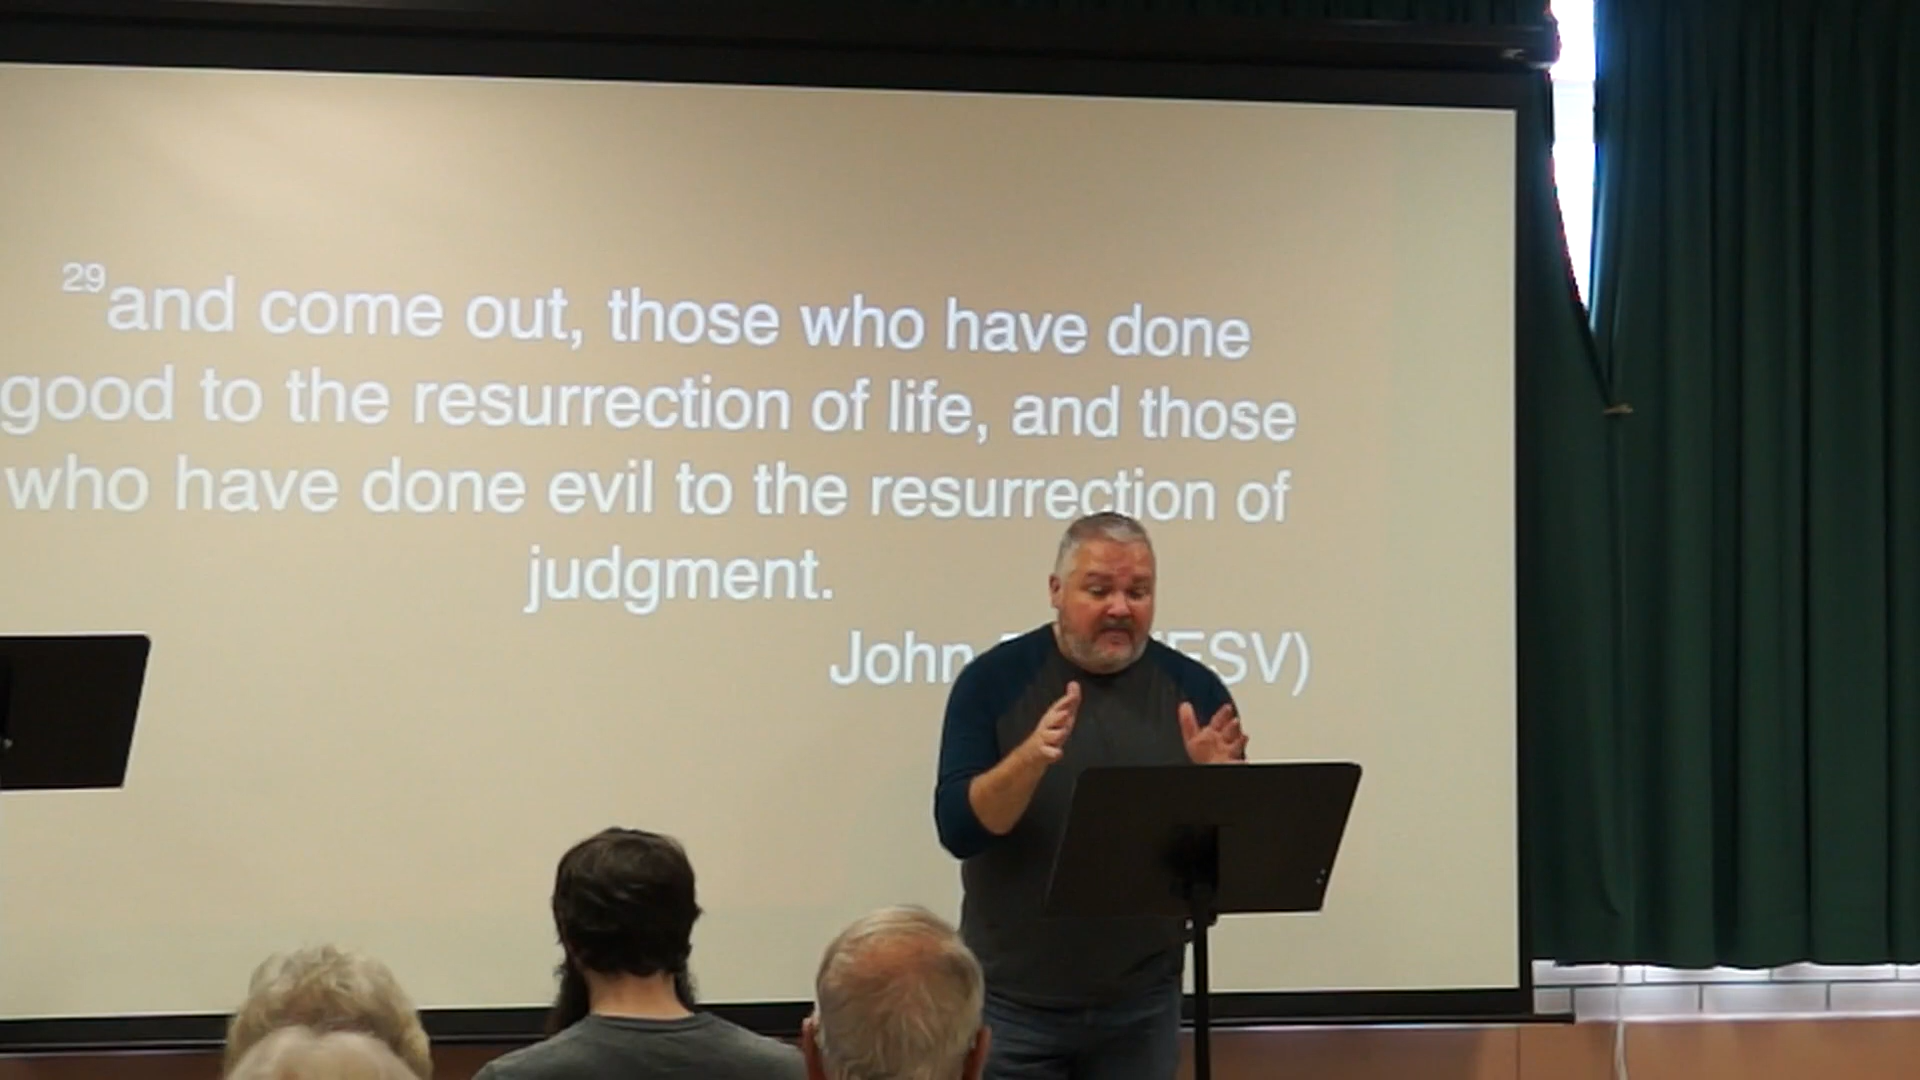 29and come out, those who have done
good to the resurrection of life, and those
who have done evil to the resurrection of
judgment.
John ESV)